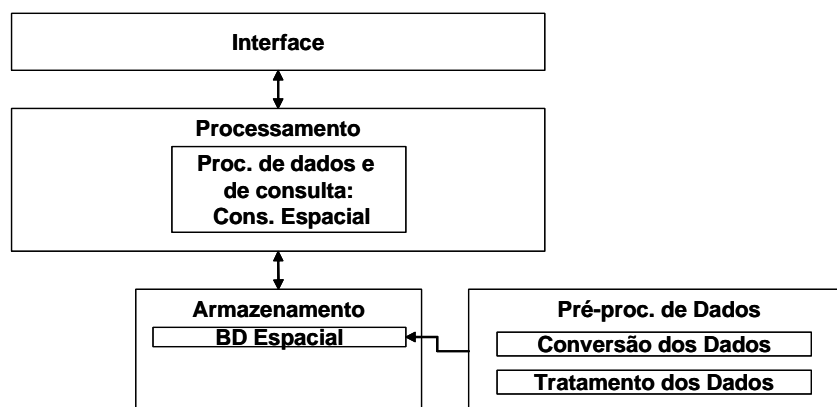 Interface
Processamento
Proc. de dados e
de consulta:
Cons. Espacial
Armazenamento
BD Espacial
Pré-proc. de Dados
Conversão dos Dados
Tratamento dos Dados